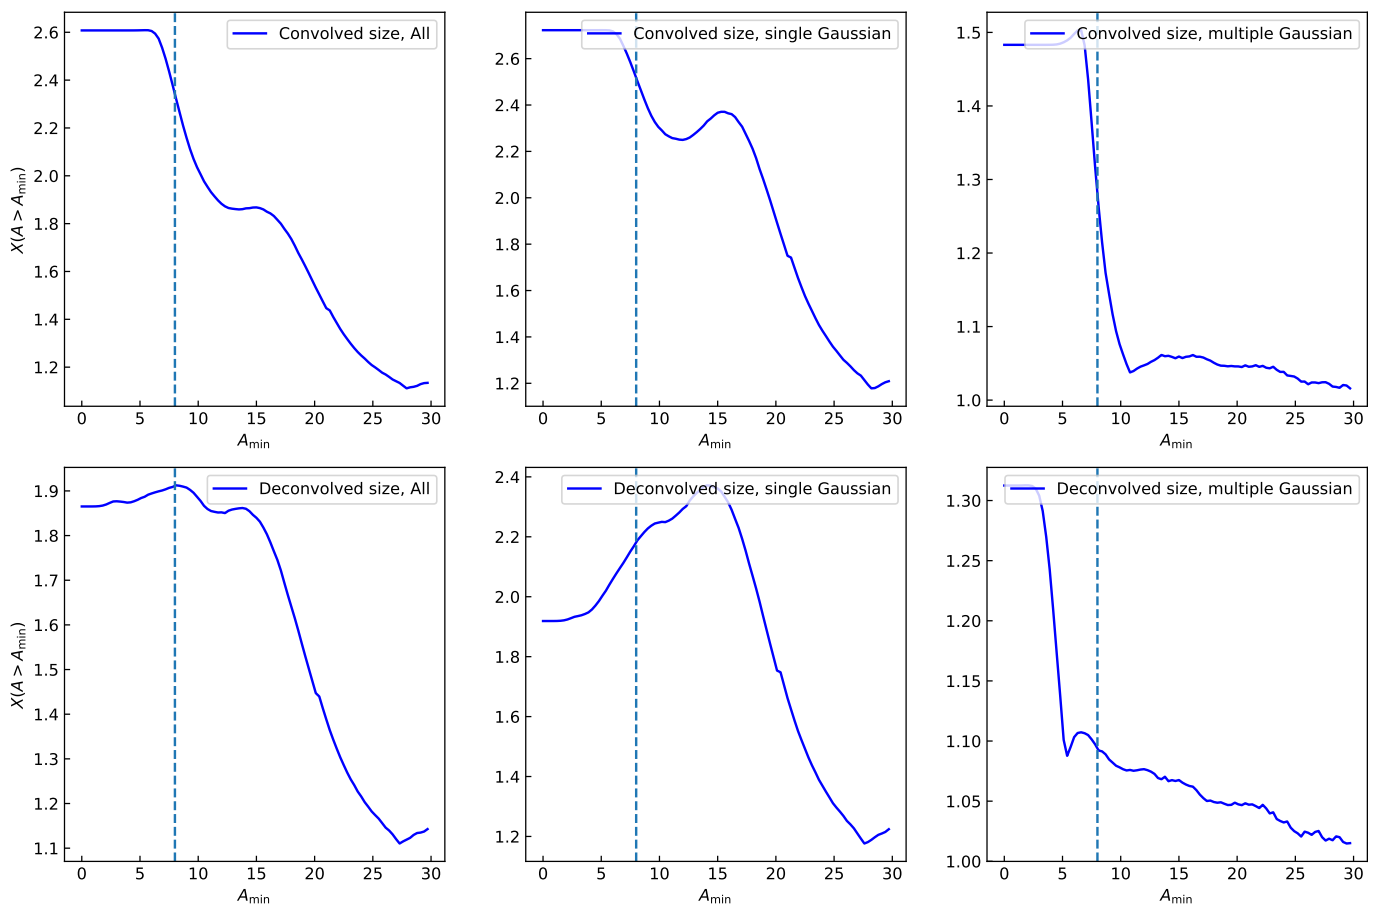 Convolved size, All
2.6
2.4
2.2
2.0
1.8
1.6
1.4
1.2
X(A > A_min)
0 5 10 15 20 25 30
A_min
Convolved size, single Gaussian
2.6
2.4
2.2
2.0
1.8
1.6
1.4
1.2
0 5 10 15 20 25 30
A_min
Convolved size, multiple Gaussian
1.5
1.4
1.3
1.2
1.1
1.0
0 5 10 15 20 25 30
A_min
Deconvolved size, All
1.9
1.8
1.7
1.6
1.5
1.4
1.3
1.2
1.1
X(A > A_min)
0 5 10 15 20 25 30
A_min
Deconvolved size, single Gaussian
2.4
2.2
2.0
1.8
1.6
1.4
1.2
0 5 10 15 20 25 30
A_min
Deconvolved size, multiple Gaussian
1.30
1.25
1.20
1.15
1.10
1.05
1.00
0 5 10 15 20 25 30
A_min